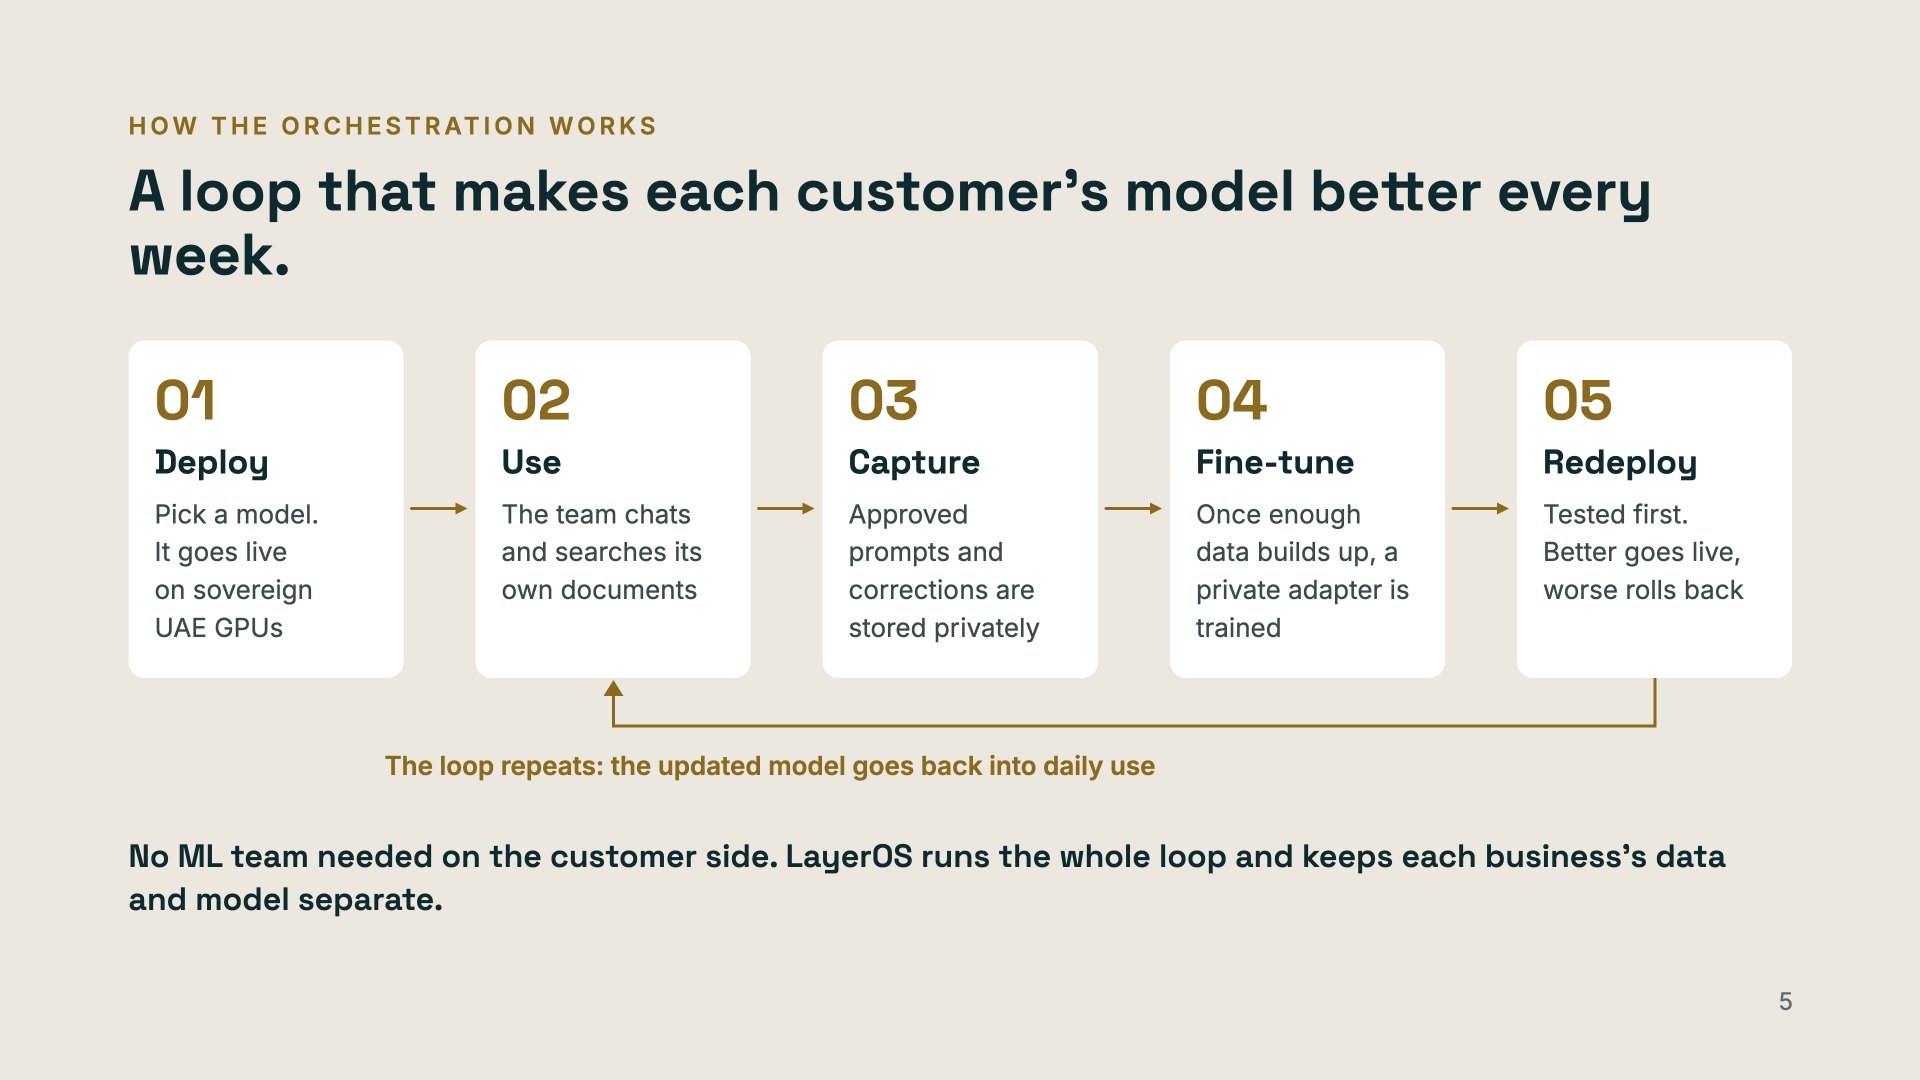 HOW THE ORCHESTRATION WORKS
A loop that makes each customer’s model better every
week.
01
Deploy
Pick a model.
It goes live
on sovereign
UAE GPUs
02
Use
The team chats
and searches its
own documents
03
Capture
Approved
prompts and
corrections are
stored privately
04
Fine-tune
Once enough
data builds up, a
private adapter is
trained
05
Redeploy
Tested first.
Better goes live,
worse rolls back
The loop repeats: the updated model goes back into daily use
No ML team needed on the customer side. LayerOS runs the whole loop and keeps each business’s data
and model separate.
5